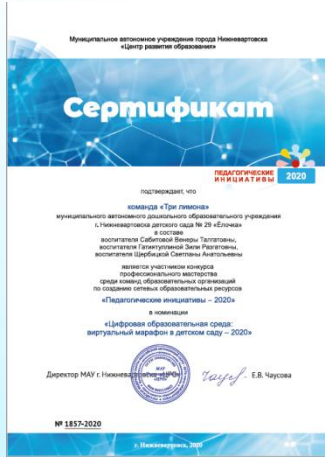 Муниципальное автономное учреждение города Нижневартовска
«Центр развития образования»
Сертификат
ПЕДАГОГИЧЕСКИЕ
ИНИЦИАТИВЫ
2020
подтверждает, что
команда «Три лимона»
муниципального автономного дошкольного образовательного учреждения
г. Нижневартовска детского сада № 29 «Ёлочка»
в составе
воспитателя Сабитовой Венеры Талгатовны,
воспитателя Гатиятуллиной Зили Разгатовны,
воспитателя Щербицкой Светланы Анатольевны
является участником конкурса
профессионального мастерства
среди команд образовательных организаций
по созданию сетевых образовательных ресурсов
«Педагогические инициативы – 2020»
в номинации
«Цифровая образовательная среда:
виртуальный марафон в детском саду – 2020»
Директор МАУ г. Нижневартовска «ЦРО» Е.В. Чаусова
МАУ
«ЦРО»
№ 1857-2020
г. Нижневартовск, 2020